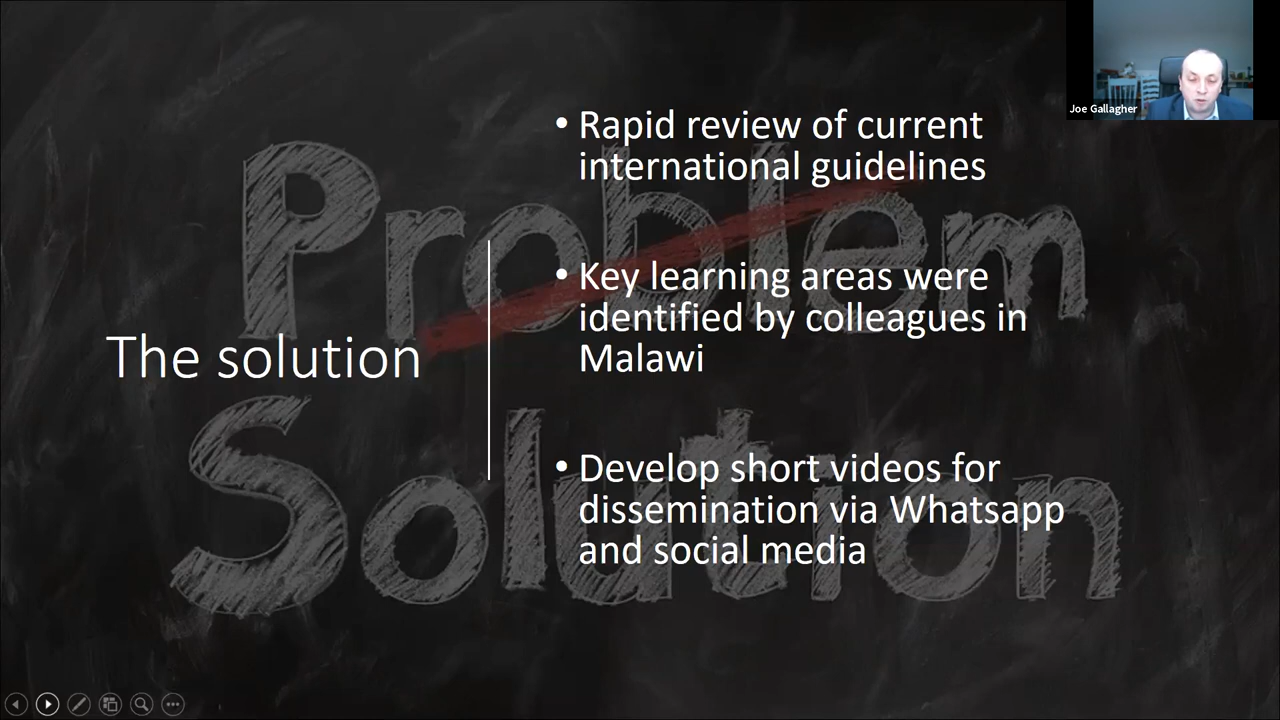 Joe Gallagher
Problem
Solution
The solution
• Rapid review of current
international guidelines
• Key learning areas were
identified by colleagues in
Malawi
• Develop short videos for
dissemination via Whatsapp
and social media